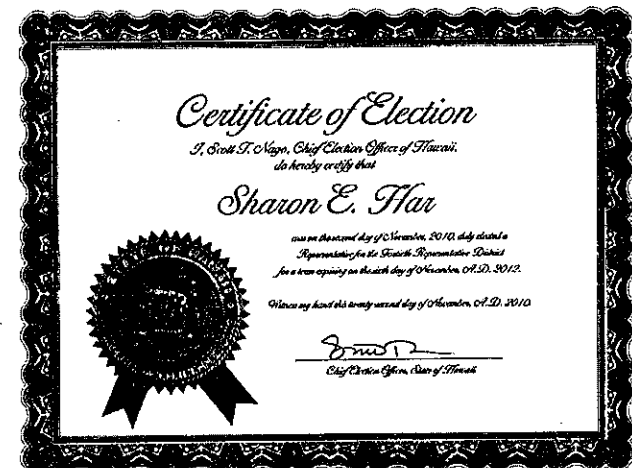 Certificate of Election
I, Scott T. Nago, Chief Election Officer of Hawaii,
do hereby certify that
Sharon E. Har
was on the second day of November, 2010, duly elected a
Representative for the Fortieth Representative District
for a term expiring on the sixth day of November, A.D. 2012.
Witness my hand this twenty second day of November, A.D. 2010
Chief Election Officer, State of Hawaii